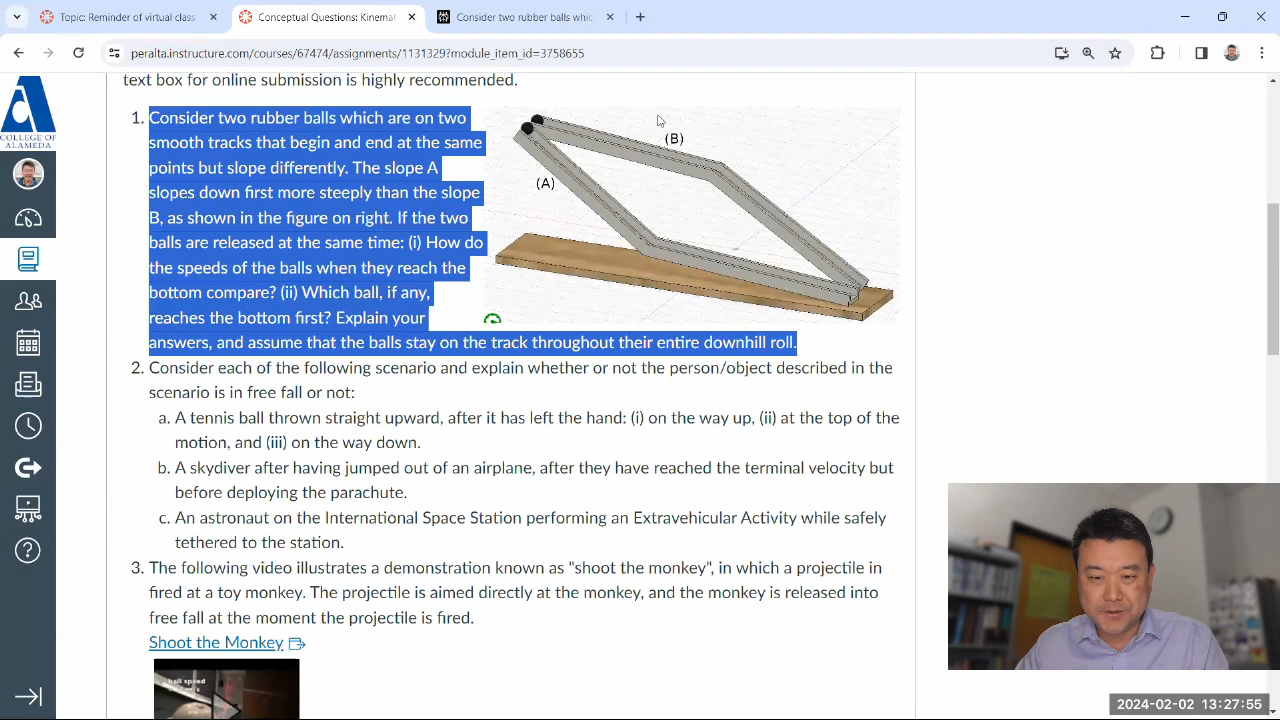 Topic: Reminder of virtual class
Conceptual Questions: Kinemat
Consider two rubber balls whic
peralta.instructure.com/courses/67474/assignments/1131329?module_item_id=3758655
COLLEGE OF
ALAMEDA
text box for online submission is highly recommended.
1. Consider two rubber balls which are on two
smooth tracks that begin and end at the same
points but slope differently. The slope A
slopes down first more steeply than the slope
B, as shown in the figure on right. If the two
balls are released at the same time: (i) How do
the speeds of the balls when they reach the
bottom compare? (ii) Which ball, if any,
reaches the bottom first? Explain your
answers, and assume that the balls stay on the track throughout their entire downhill roll.
(B)
(A)
2. Consider each of the following scenario and explain whether or not the person/object described in the
scenario is in free fall or not:
a. A tennis ball thrown straight upward, after it has left the hand: (i) on the way up, (ii) at the top of the
motion, and (iii) on the way down.
b. A skydiver after having jumped out of an airplane, after they have reached the terminal velocity but
before deploying the parachute.
c. An astronaut on the International Space Station performing an Extravehicular Activity while safely
tethered to the station.
3. The following video illustrates a demonstration known as "shoot the monkey", in which a projectile in
fired at a toy monkey. The projectile is aimed directly at the monkey, and the monkey is released into
free fall at the moment the projectile is fired.
Shoot the Monkey
ball speed
2024-02-02 13:27:55